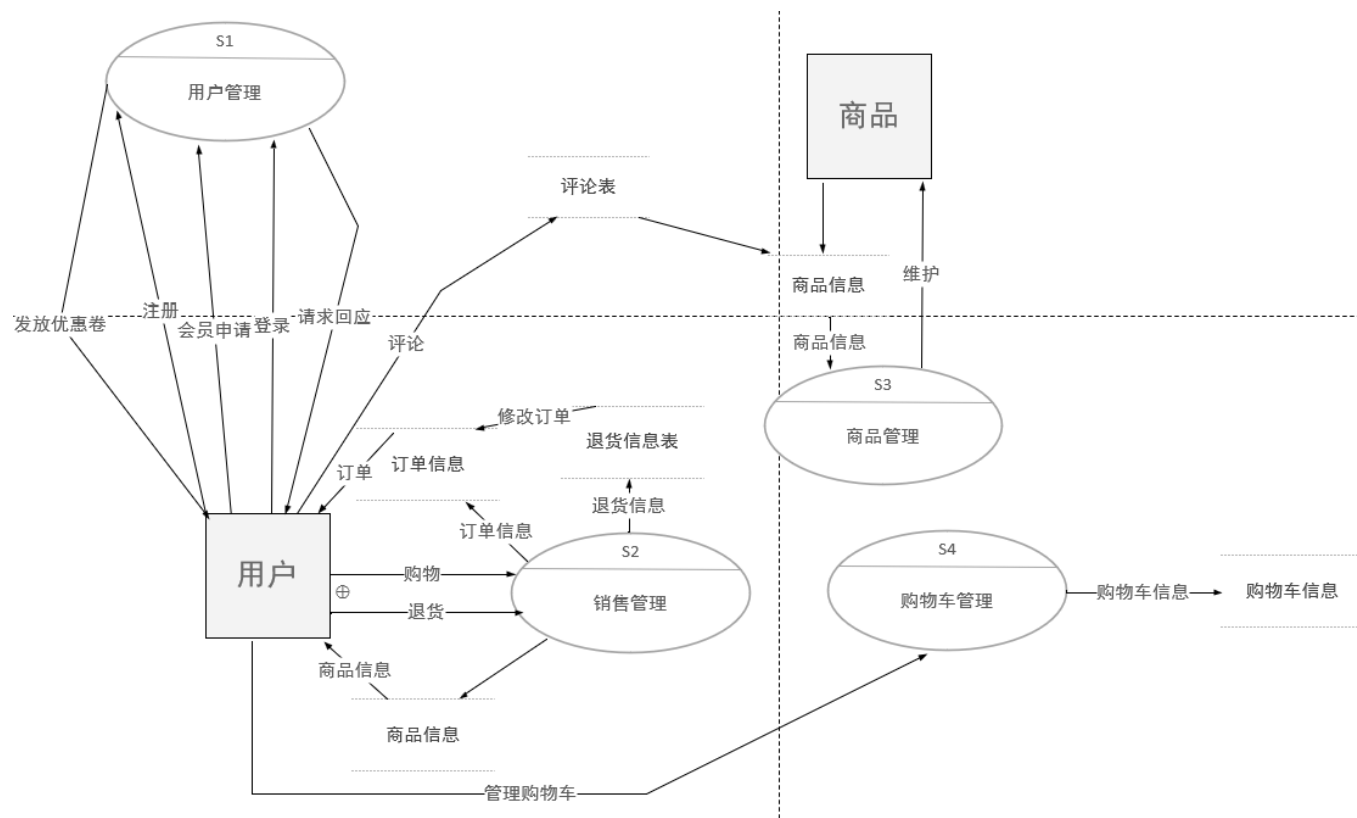 S1
用户管理
商品
评论表
商品信息
维护
发放优惠卷
注册
会员申请
登录
请求回应
评论
商品信息
S3
商品管理
修改订单
退货信息表
订单
订单信息
退货信息
订单信息
用户
购物
退货
S2
销售管理
S4
购物车管理
购物车信息
购物车信息
商品信息
商品信息
管理购物车